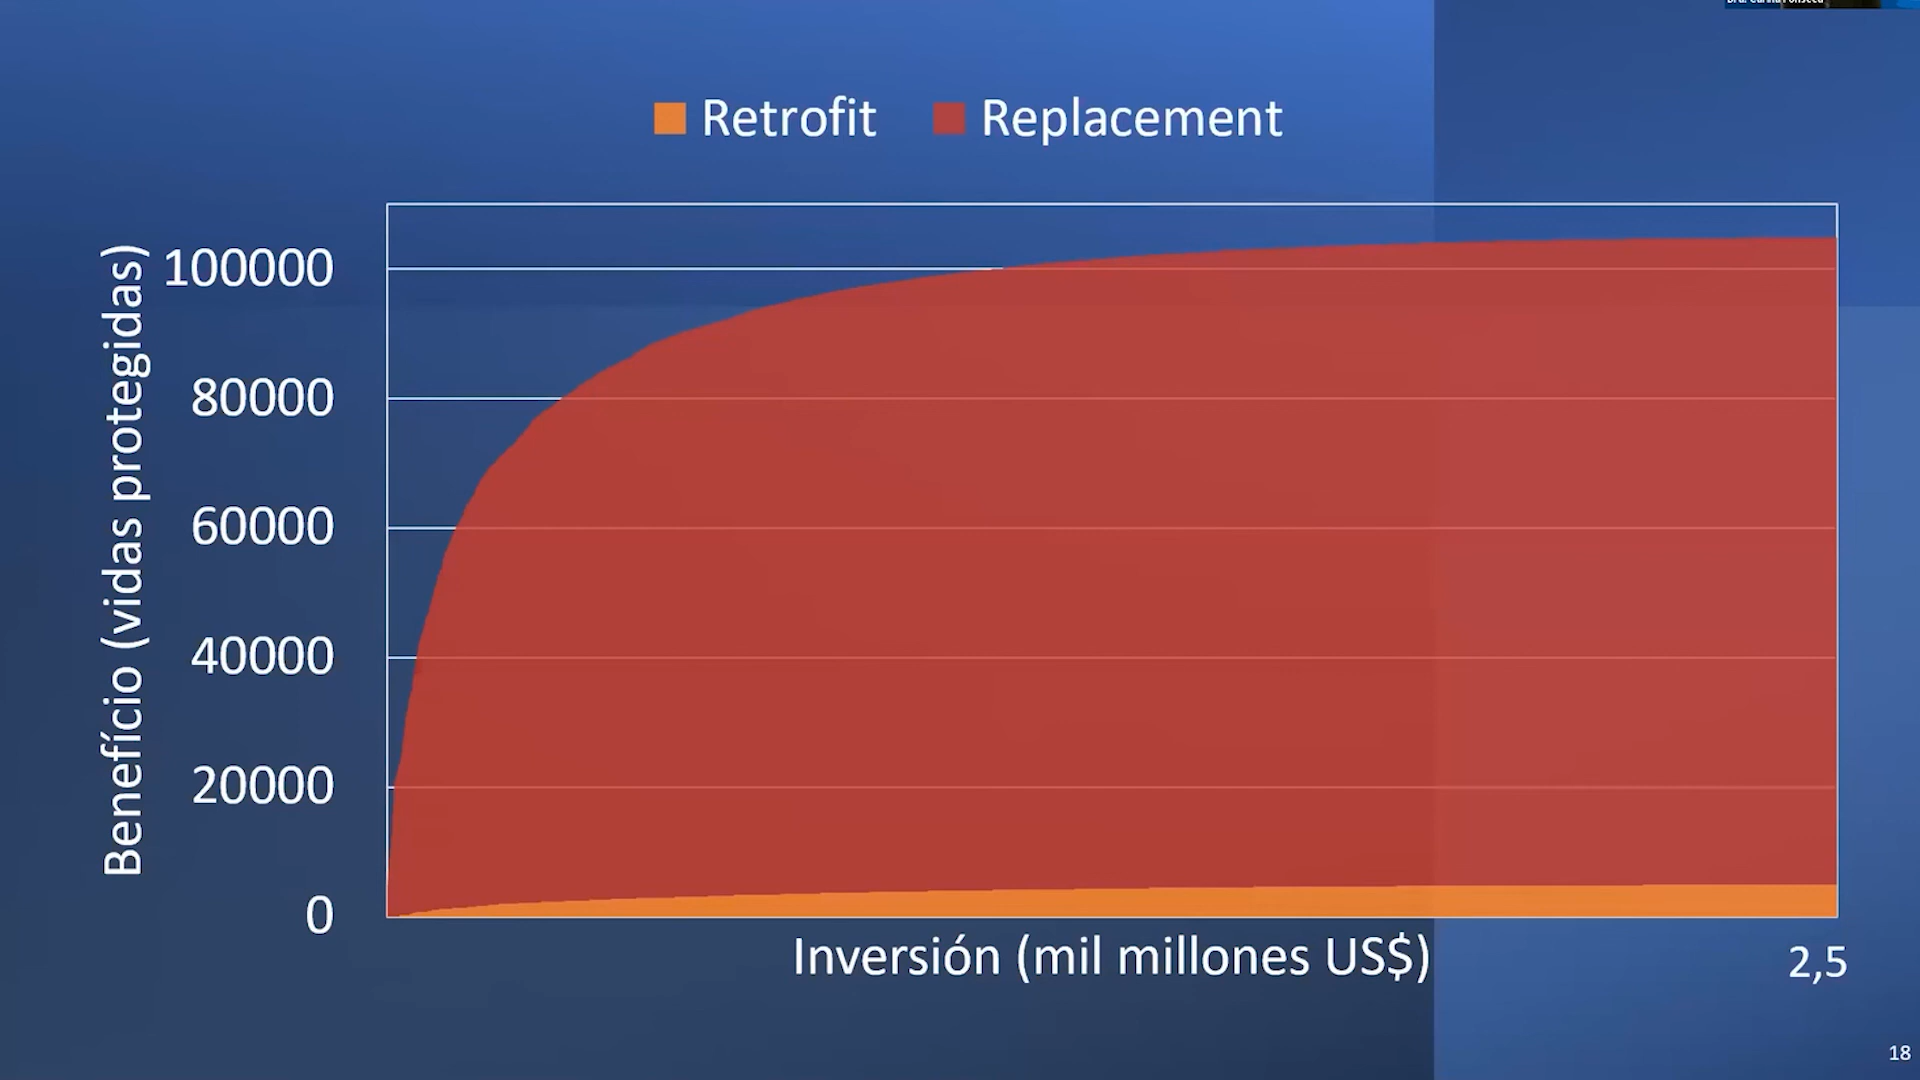 Retrofit
Replacement
Benefício (vidas protegidas)
100000
80000
60000
40000
20000
0
Inversión (mil millones US$)
2,5
18